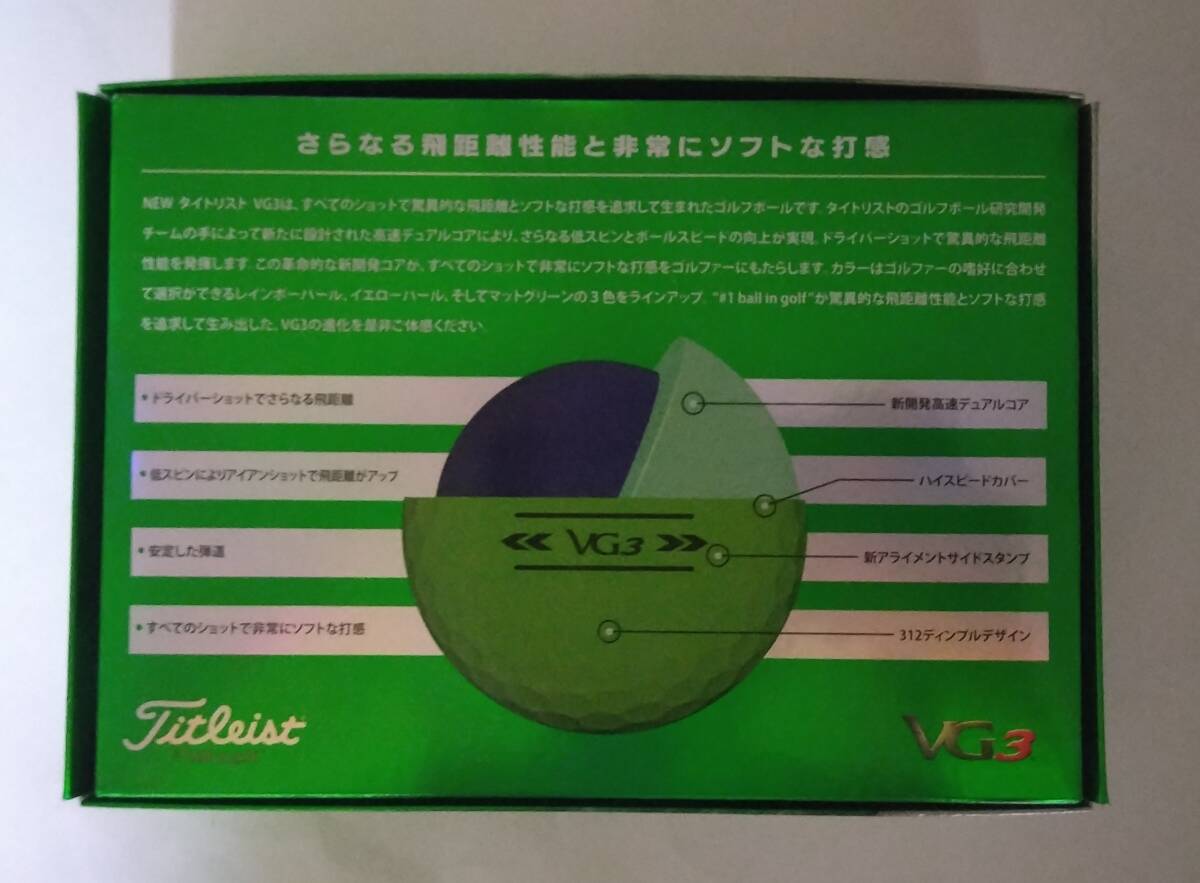 さらなる飛距離性能と非常にソフトな打感
NEW タイトリスト VG3は、すべてのショットで驚異的な飛距離とソフトな打感を追求して生まれたゴルフボールです。タイトリストのゴルフボール研究開発
チームの手によって新たに設計された高速デュアルコアにより、さらなる低スピンとボールスピードの向上が実現。ドライバーショットで驚異的な飛距離
性能を発揮します。この革命的な新開発コアが、すべてのショットで非常にソフトな打感をゴルファーにもたらします。カラーはゴルファーの嗜好に合わせ
て選択ができるレインボーパール、イエローパール、そしてマットグリーンの3色をラインアップ。"#1 ball in golf"が驚異的な飛距離性能とソフトな打感
を追求して生み出した、VG3の進化を是非ご体感ください。
• ドライバーショットでさらなる飛距離
新開発高速デュアルコア
• 低スピンによりアイアンショットで飛距離がアップ
ハイスピードカバー
• 安定した弾道
VG3
新アライメントサイドスタンプ
• すべてのショットで非常にソフトな打感
312ディンプルデザイン
Titleist
VG3